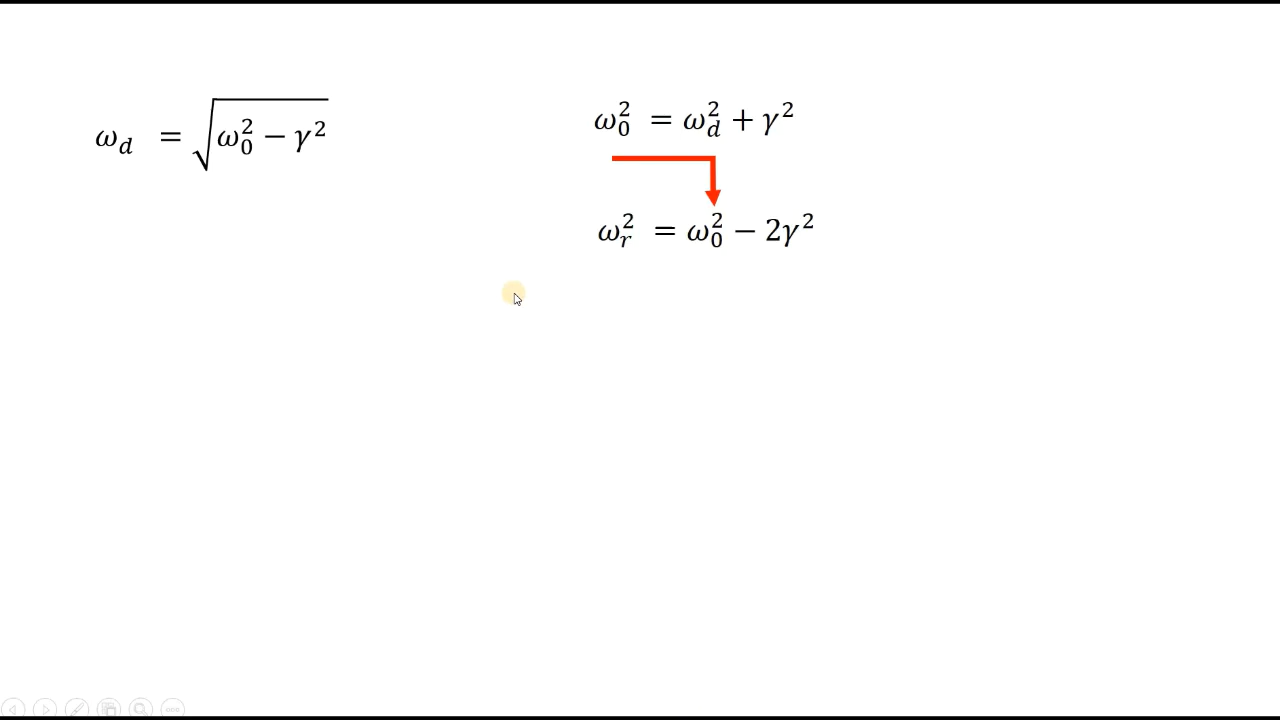 ω_d = √(ω_0^2 − γ^2)
ω_0^2 = ω_d^2 + γ^2
ω_r^2 = ω_0^2 − 2γ^2